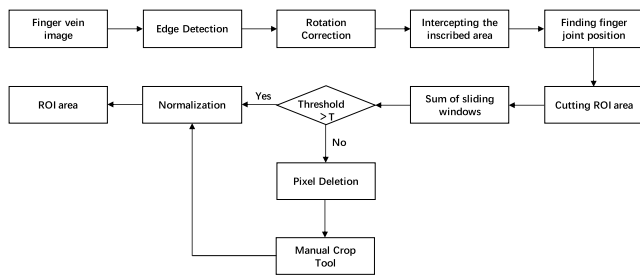 Finger vein
image
Edge Detection
Rotation
Correction
Intercepting the
inscribed area
Finding finger
joint position
ROI area
Normalization
Yes
Threshold
>T
Sum of sliding
windows
Cutting ROI area
No
Pixel Deletion
Manual Crop
Tool